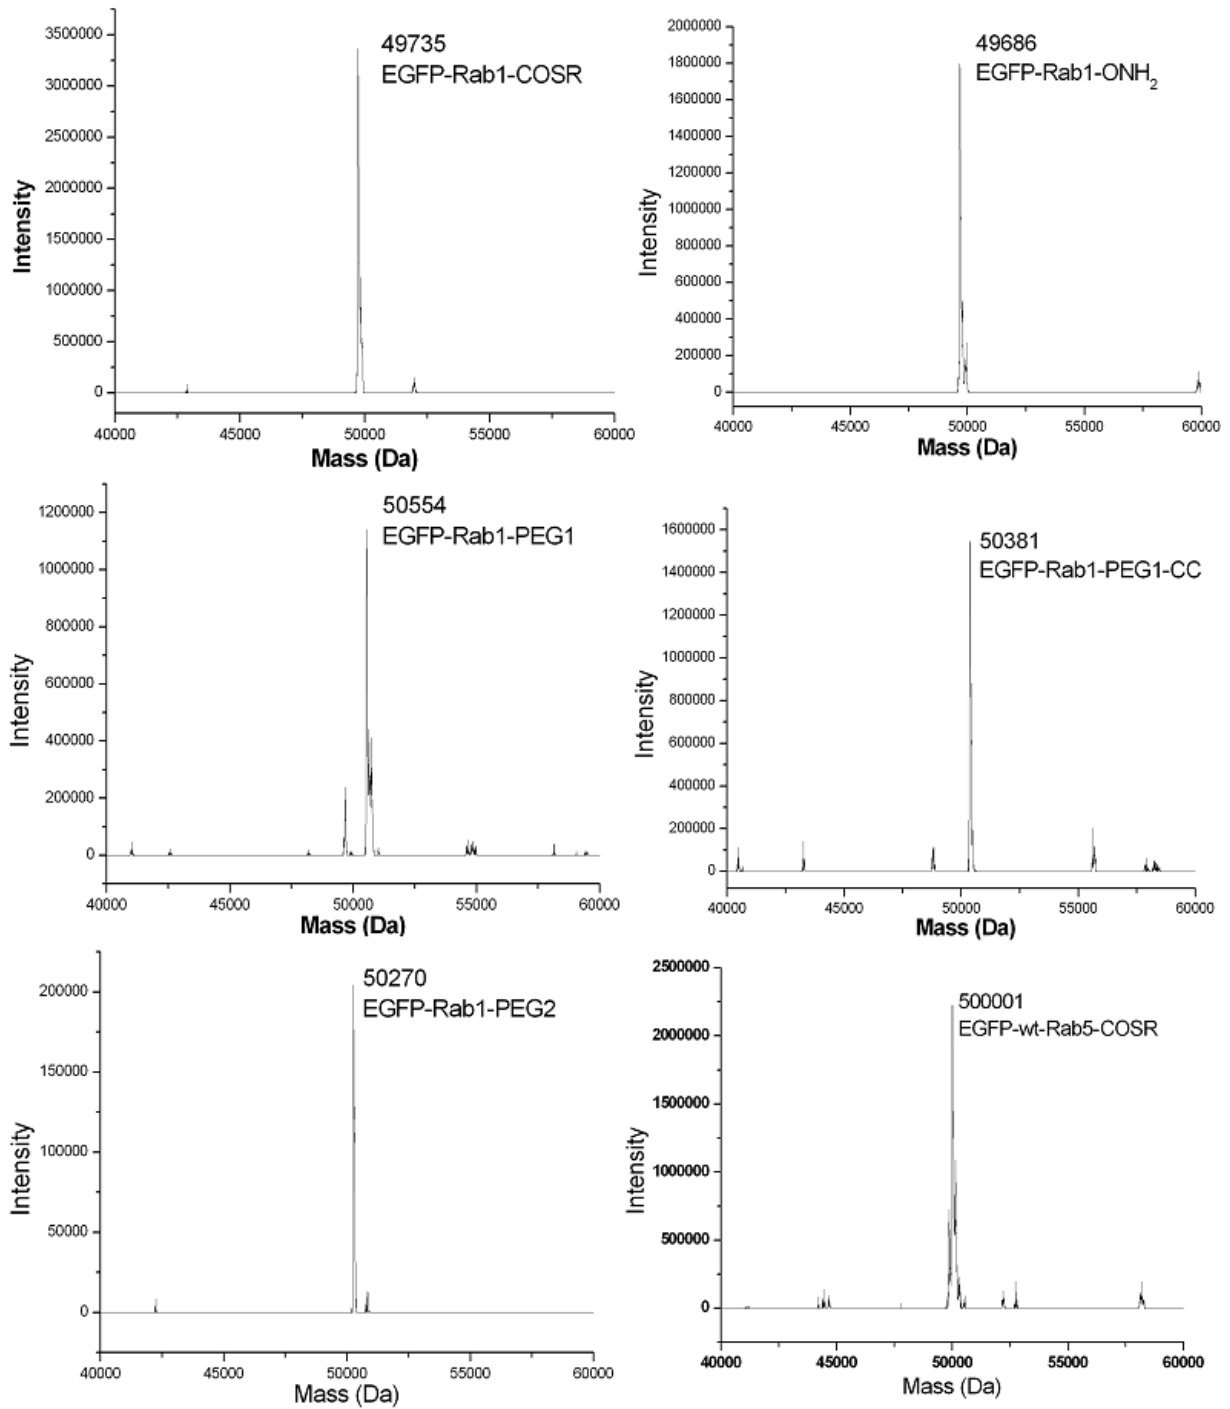 3500000
3000000
2500000
2000000
1500000
1000000
500000
0
Intensity
49735
EGFP-Rab1-COSR
40000 45000 50000 55000 60000
Mass (Da)
2000000
1800000
1600000
1400000
1200000
1000000
800000
600000
400000
200000
0
Intensity
49686
EGFP-Rab1-ONH2
40000 45000 50000 55000 60000
Mass (Da)
1200000
1000000
800000
600000
400000
200000
0
Intensity
50554
EGFP-Rab1-PEG1
40000 45000 50000 55000 60000
Mass (Da)
1600000
1400000
1200000
1000000
800000
600000
400000
200000
0
Intensity
50381
EGFP-Rab1-PEG1-CC
40000 45000 50000 55000 60000
Mass (Da)
200000
150000
100000
50000
0
Intensity
50270
EGFP-Rab1-PEG2
40000 45000 50000 55000 60000
Mass (Da)
2500000
2000000
1500000
1000000
500000
0
Intensity
500001
EGFP-wt-Rab5-COSR
40000 45000 50000 55000 60000
Mass (Da)